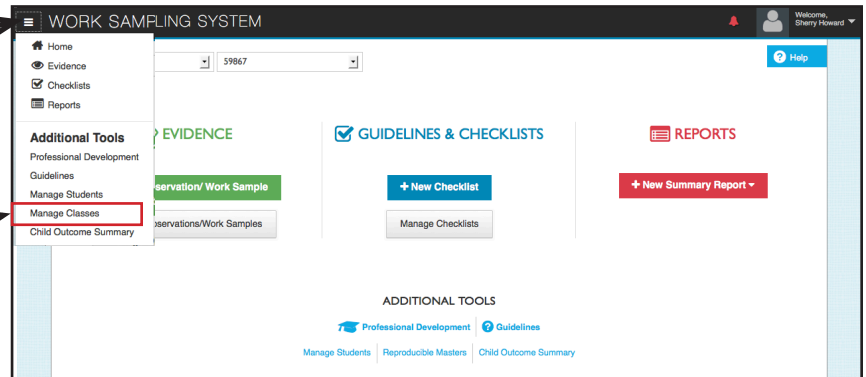 WORK SAMPLING SYSTEM
Welcome,
Sherry Howard
Home
Evidence
Checklists
Reports
Additional Tools
Professional Development
Guidelines
Manage Students
Manage Classes
Child Outcome Summary
59867
Help
EVIDENCE
servation/ Work Sample
servations/Work Samples
GUIDELINES & CHECKLISTS
+ New Checklist
Manage Checklists
REPORTS
+ New Summary Report
ADDITIONAL TOOLS
Professional Development Guidelines
Manage Students Reproducible Masters Child Outcome Summary